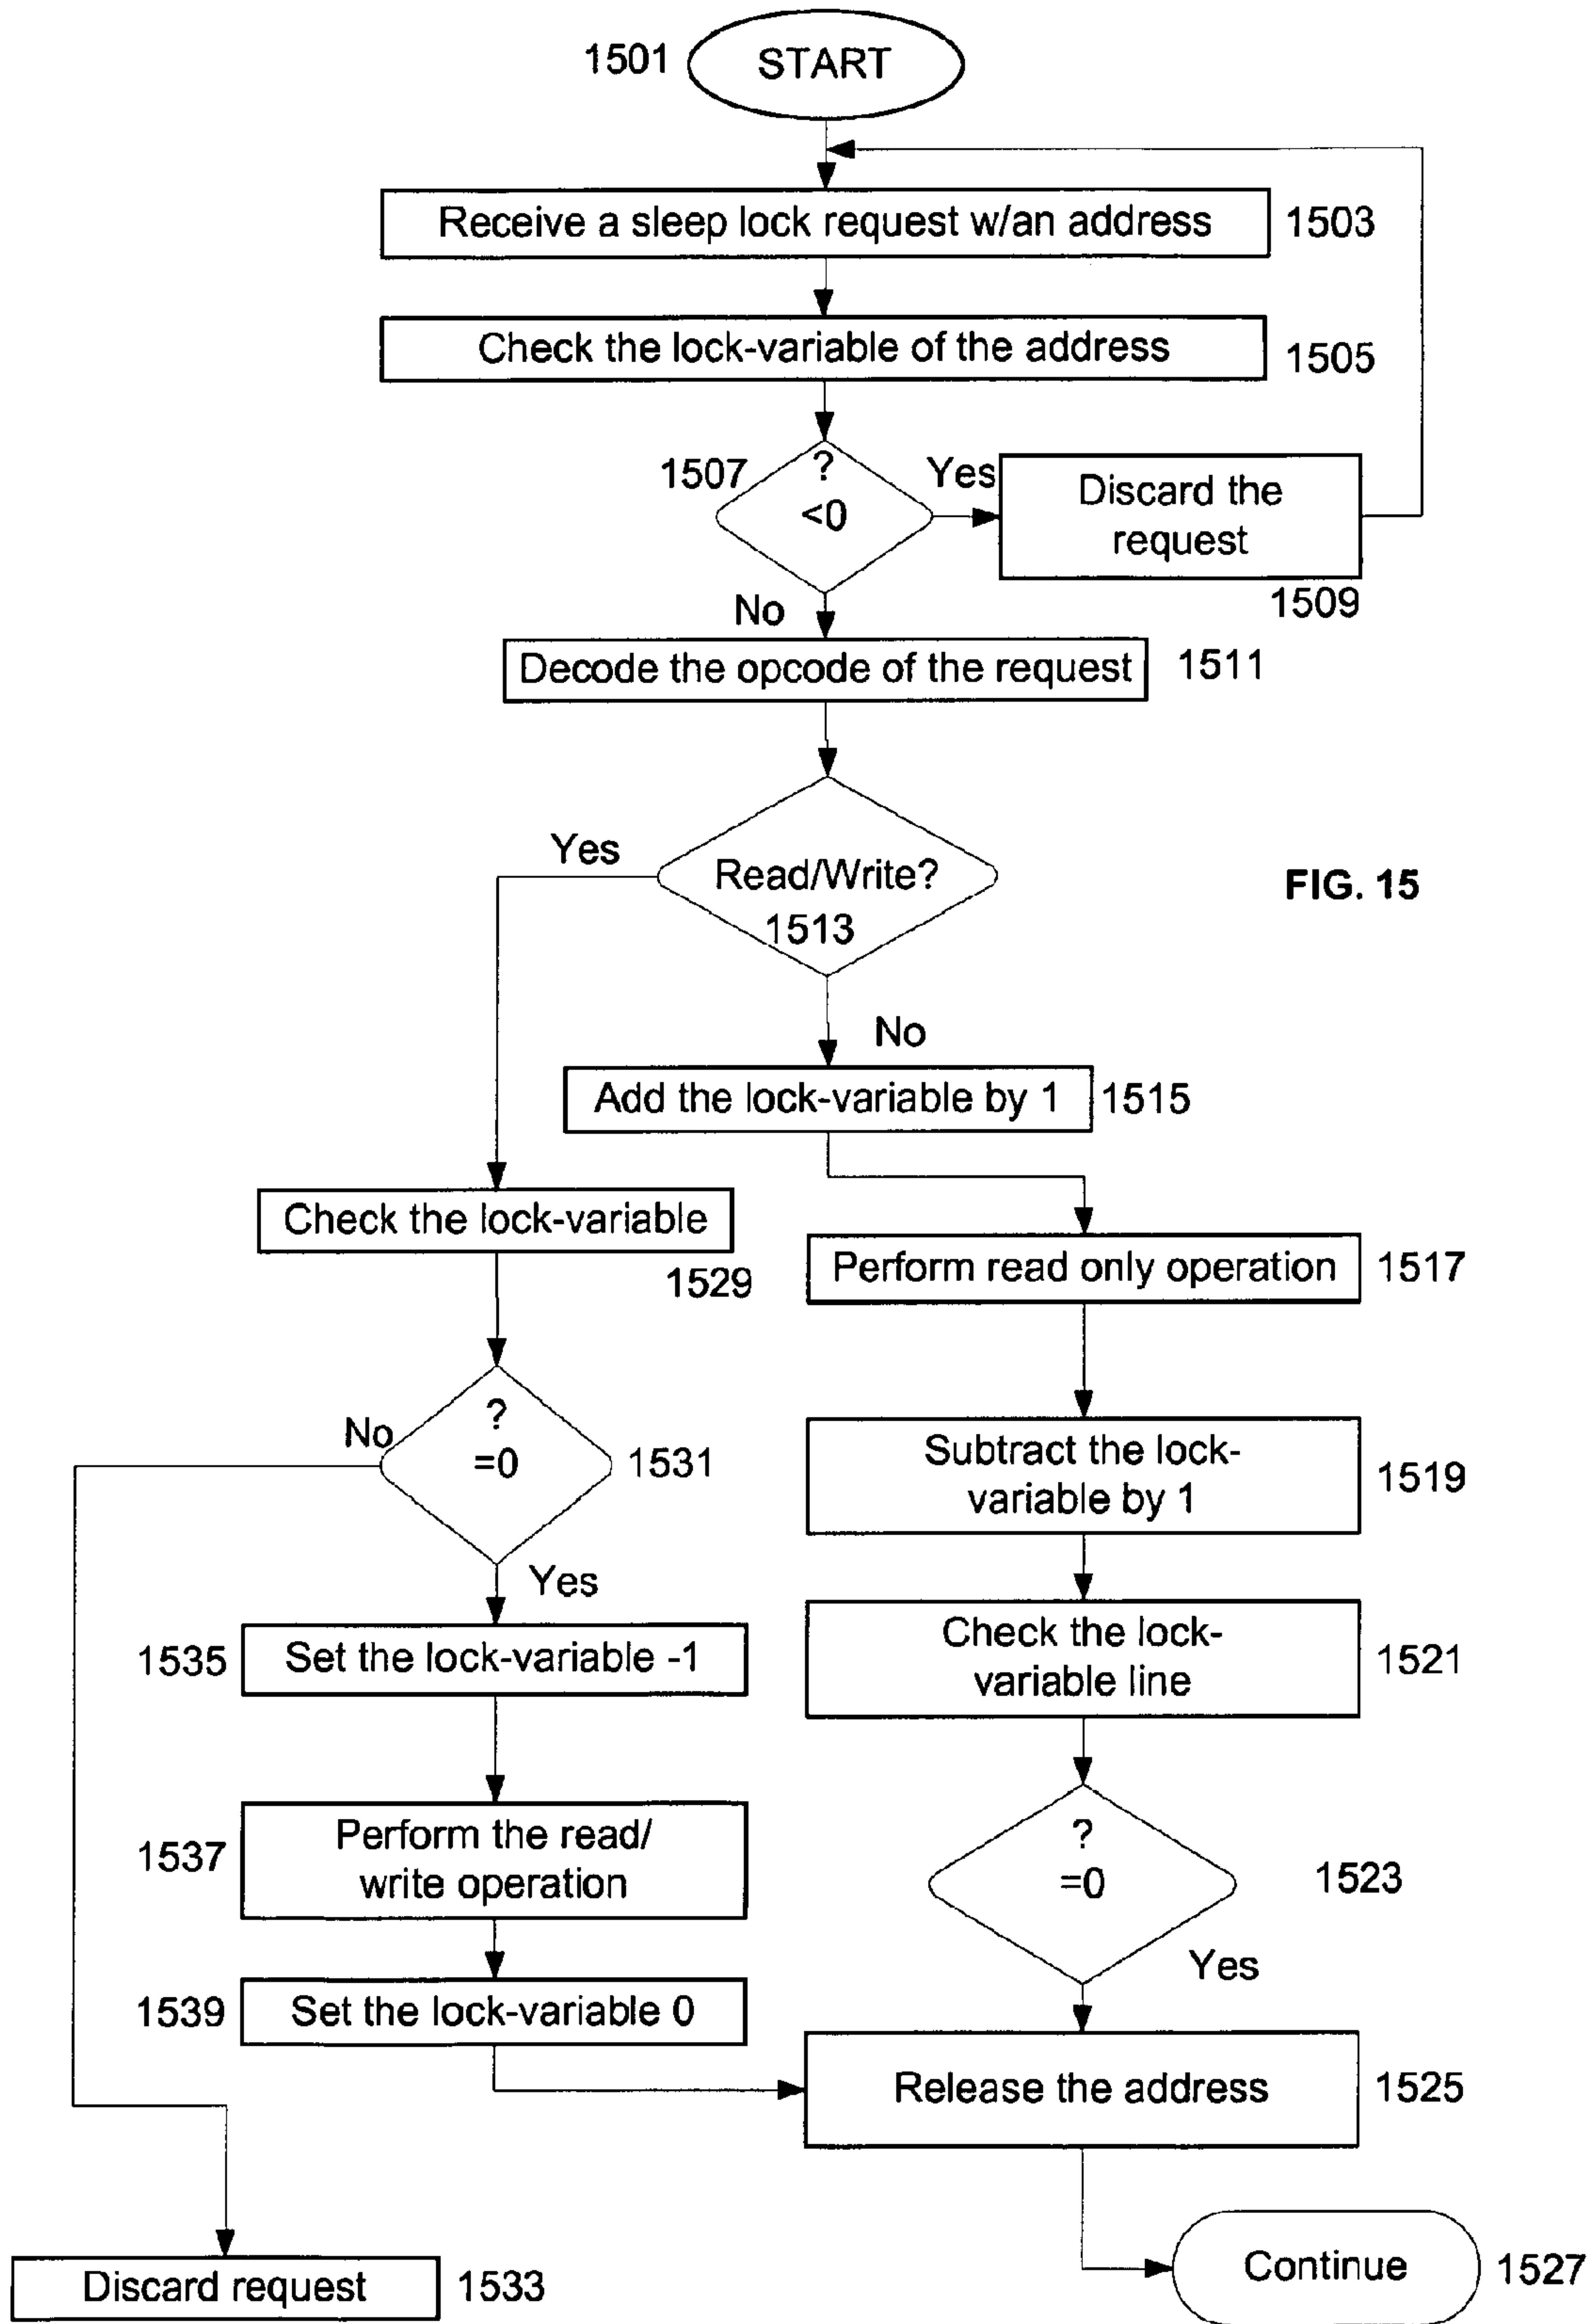 1501
START
Receive a sleep lock request w/an address
1503
Check the lock-variable of the address
1505
1507
?
<0
Yes
Discard the
request
1509
No
Decode the opcode of the request
1511
Yes
Read/Write?
1513
FIG. 15
No
Add the lock-variable by 1
1515
Check the lock-variable
1529
Perform read only operation
1517
No
?
=0
1531
Subtract the lock-
variable by 1
1519
Yes
1535
Set the lock-variable -1
Check the lock-
variable line
1521
1537
Perform the read/
write operation
?
=0
1523
Yes
1539
Set the lock-variable 0
Release the address
1525
Discard request
1533
Continue
1527